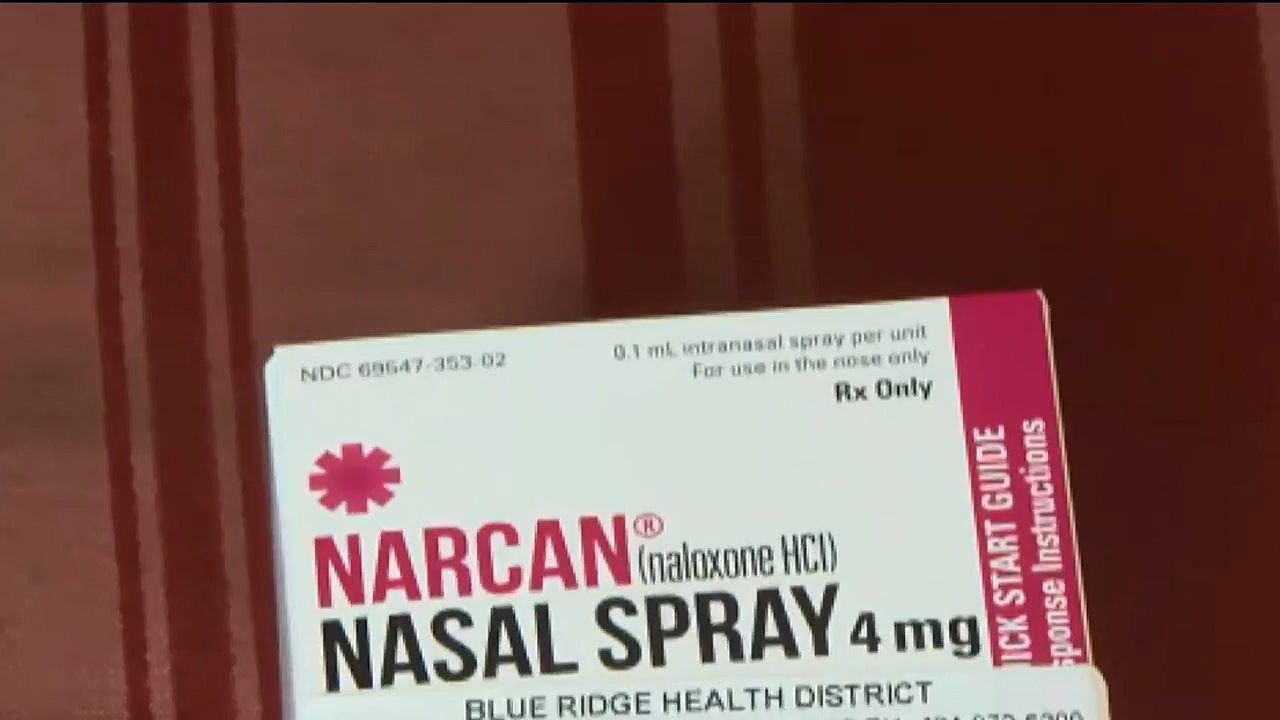 NDC 69547-353-02
0.1 mL intranasal spray per unit
For use in the nose only
Rx Only
NARCAN® (naloxone HCl)
NASAL SPRAY 4 mg
ICK START GUIDE
sponse Instructions
BLUE RIDGE HEALTH DISTRICT